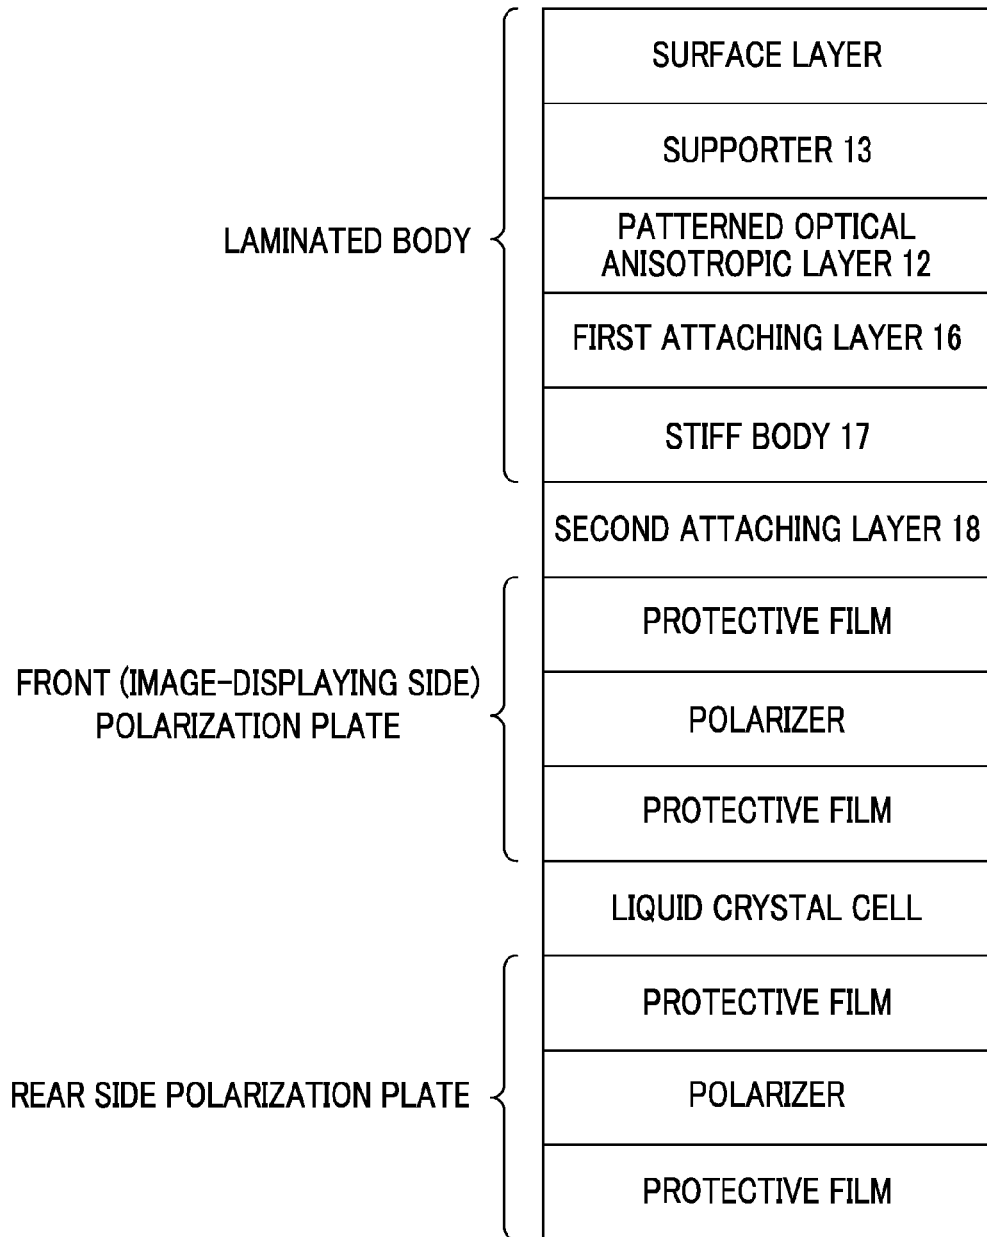 SURFACE LAYER
SUPPORTER 13
PATTERNED OPTICAL
ANISOTROPIC LAYER 12
LAMINATED BODY
FIRST ATTACHING LAYER 16
STIFF BODY 17
SECOND ATTACHING LAYER 18
PROTECTIVE FILM
FRONT (IMAGE-DISPLAYING SIDE)
POLARIZATION PLATE
POLARIZER
PROTECTIVE FILM
LIQUID CRYSTAL CELL
PROTECTIVE FILM
REAR SIDE POLARIZATION PLATE
POLARIZER
PROTECTIVE FILM